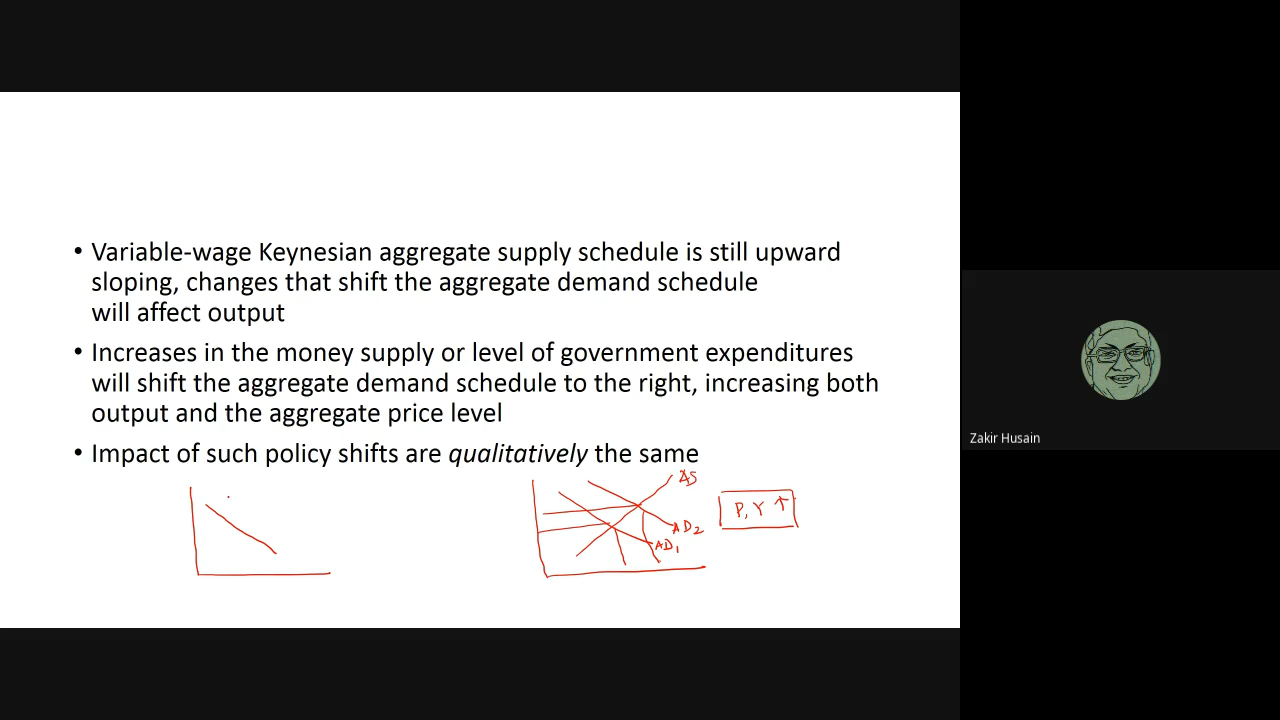 • Variable-wage Keynesian aggregate supply schedule is still upward
sloping, changes that shift the aggregate demand schedule
will affect output
• Increases in the money supply or level of government expenditures
will shift the aggregate demand schedule to the right, increasing both
output and the aggregate price level
• Impact of such policy shifts are qualitatively the same
AS
P, Y ↑
AD2
AD1
Zakir Husain